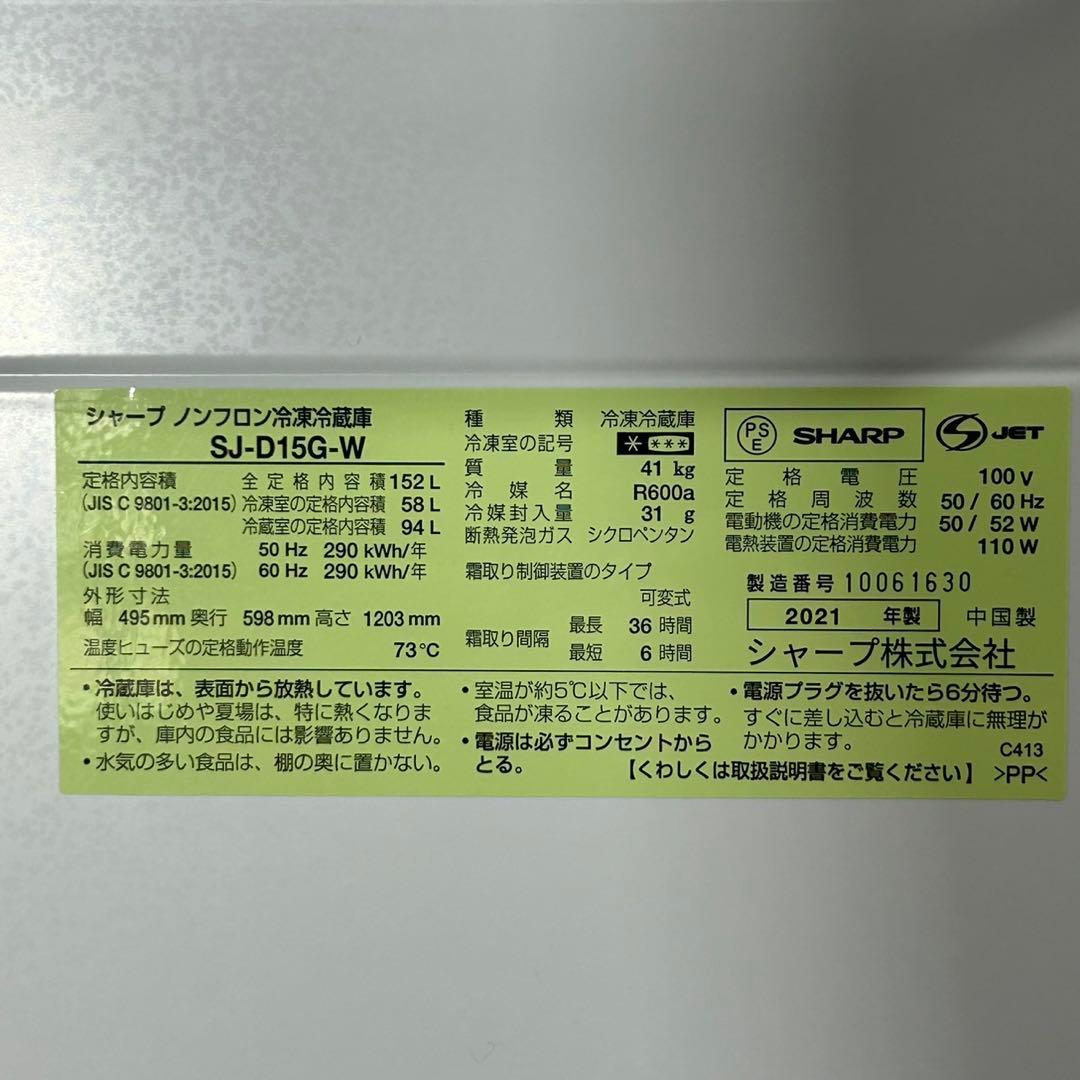 シャープ ノンフロン冷凍冷蔵庫
SJ-D15G-W
定格内容積 全定格内容積 152 L
(JIS C 9801-3:2015) 冷凍室の定格内容積 58 L
冷蔵室の定格内容積 94 L
消費電力量 50 Hz 290 kWh/年
(JIS C 9801-3:2015) 60 Hz 290 kWh/年
外形寸法
幅 495 mm 奥行 598 mm 高さ 1203 mm
温度ヒューズの定格動作温度 73℃
種類 冷凍冷蔵庫
冷凍室の記号 * ***
質量 41 kg
冷媒名 R600a
冷媒封入量 31 g
断熱発泡ガス シクロペンタン
霜取り制御装置のタイプ
可変式
霜取り間隔 最長 36 時間
最短 6 時間
PSE SHARP S JET
定格電圧 100 V
定格周波数 50 / 60 Hz
電動機の定格消費電力 50 / 52 W
電熱装置の定格消費電力 110 W
製造番号 10061630
2021 年製 中国製
シャープ株式会社
・冷蔵庫は、表面から放熱しています。
使いはじめや夏場は、特に熱くなりま
すが、庫内の食品には影響ありません。
・水気の多い食品は、棚の奥に置かない。
・室温が約5℃以下では、
食品が凍ることがあります。
・電源は必ずコンセントから
とる。
・電源プラグを抜いたら6分待つ。
すぐに差し込むと冷蔵庫に無理が
かかります。 C413
【くわしくは取扱説明書をご覧ください】 >PP<